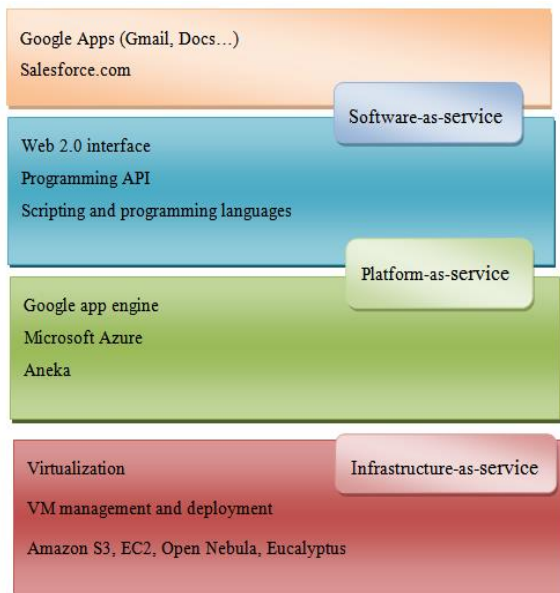 Google Apps (Gmail, Docs…)
Salesforce.com
Software-as-service
Web 2.0 interface
Programming API
Scripting and programming languages
Platform-as-service
Google app engine
Microsoft Azure
Aneka
Infrastructure-as-service
Virtualization
VM management and deployment
Amazon S3, EC2, Open Nebula, Eucalyptus